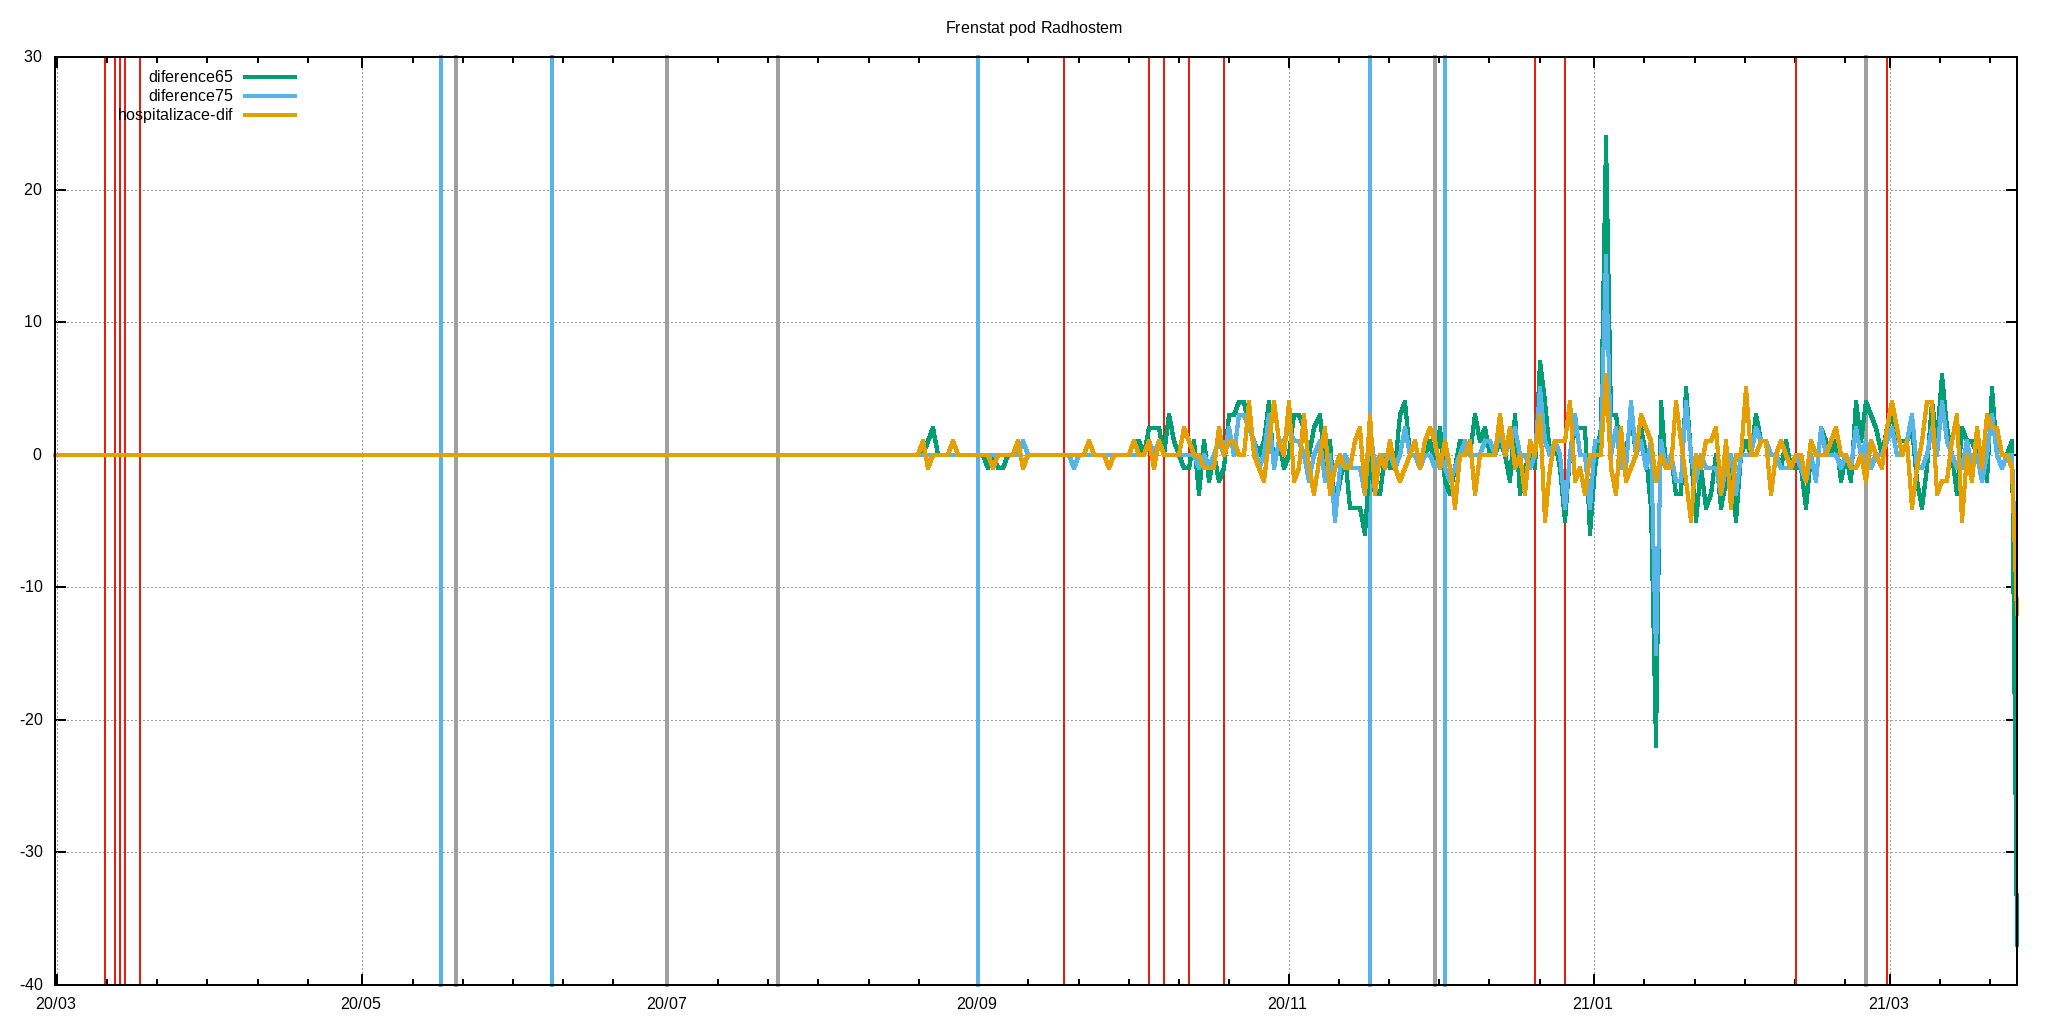 Frenstat pod Radhostem
30
diference65
diference75
hospitalizace-dif
20
10
0
-10
-20
-30
-40
20/03 20/05 20/07 20/09 20/11 21/01 21/03